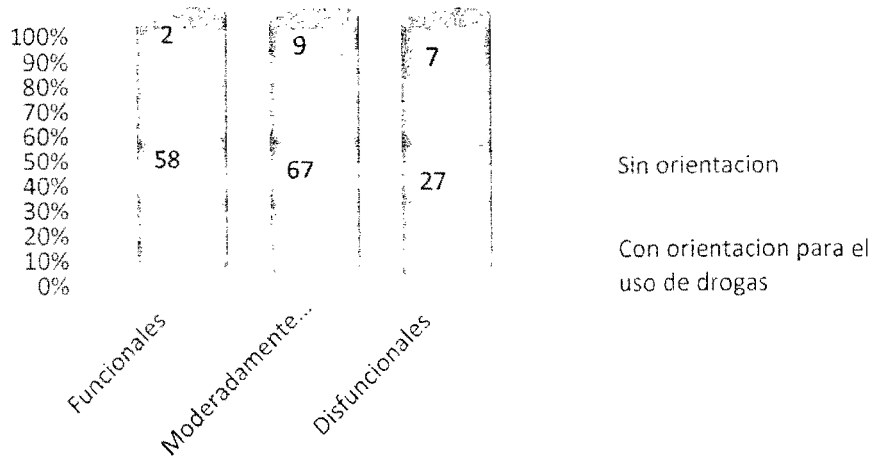 100%
90%
80%
70%
60%
50%
40%
30%
20%
10%
0%
2
9
7
58
67
27
Funcionales
Moderadamente...
Disfuncionales
Sin orientacion
Con orientacion para el
uso de drogas